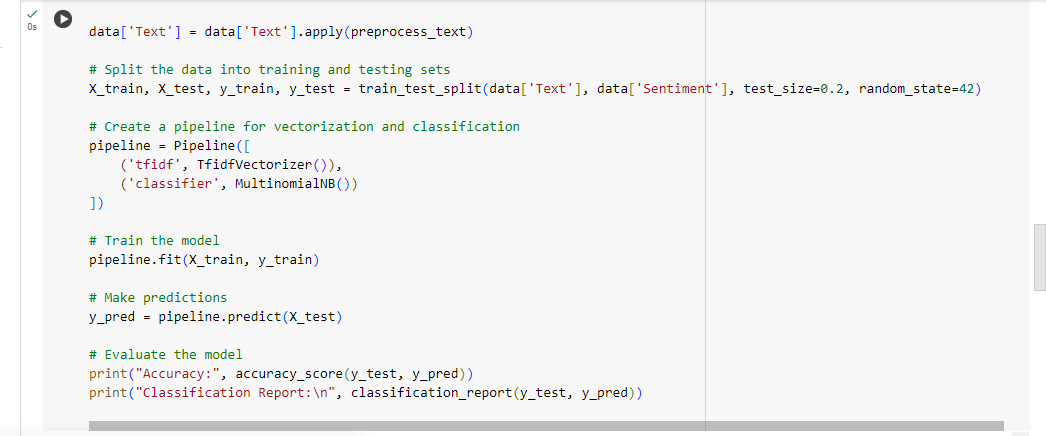 0s
data['Text'] = data['Text'].apply(preprocess_text)
# Split the data into training and testing sets
X_train, X_test, y_train, y_test = train_test_split(data['Text'], data['Sentiment'], test_size=0.2, random_state=42)
# Create a pipeline for vectorization and classification
pipeline = Pipeline([
    ('tfidf', TfidfVectorizer()),
    ('classifier', MultinomialNB())
])
# Train the model
pipeline.fit(X_train, y_train)
# Make predictions
y_pred = pipeline.predict(X_test)
# Evaluate the model
print("Accuracy:", accuracy_score(y_test, y_pred))
print("Classification Report:\n", classification_report(y_test, y_pred))